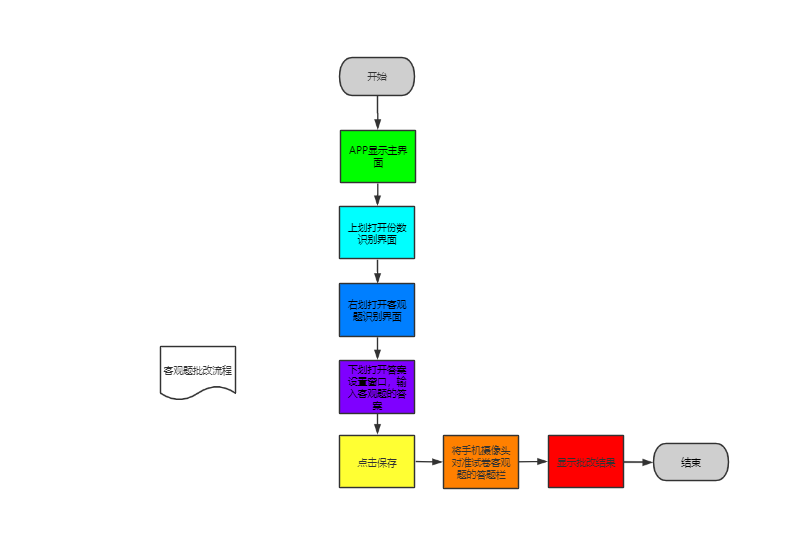 开始
APP显示主界
面
上划打开份数
识别界面
右划打开客观
题识别界面
客观题批改流程
下划打开答案
设置窗口，输
入客观题的答
案
点击保存
将手机摄像头
对准试卷客观
题的答题栏
显示批改结果
结束